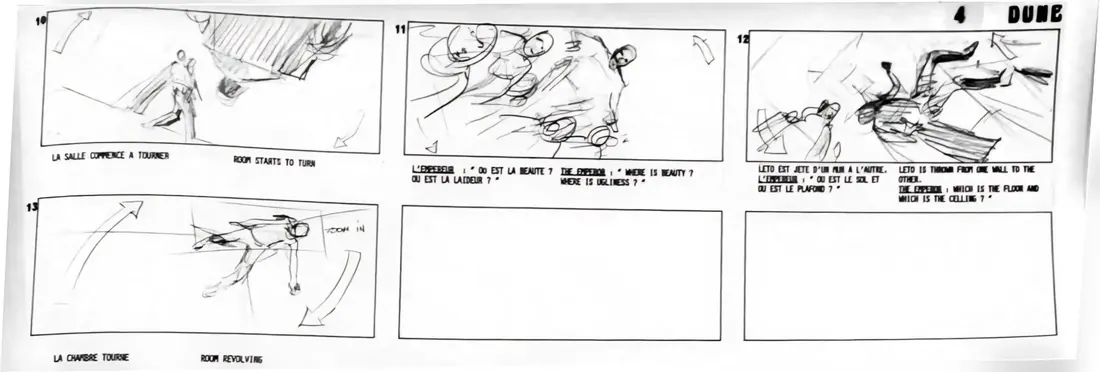 4 DUNE
10
LA SALLE COMMENCE A TOURNER
ROOM STARTS TO TURN
11
L'EMPEREUR : " OU EST LA BEAUTE ?
OU EST LA LAIDEUR ? "
THE EMPEROR : " WHERE IS BEAUTY ?
WHERE IS UGLINESS ? "
12
LETO EST JETE D'UN MUR A L'AUTRE.
L'EMPEREUR : " OU EST LE SOL ET
OU EST LE PLAFOND ? "
LETO IS THROWN FROM ONE WALL TO THE
OTHER.
THE EMPEROR : WHICH IS THE FLOOR AND
WHICH IS THE CELLING ? "
13
ZOOM IN
LA CHAMBRE TOURNE
ROOM REVOLVING